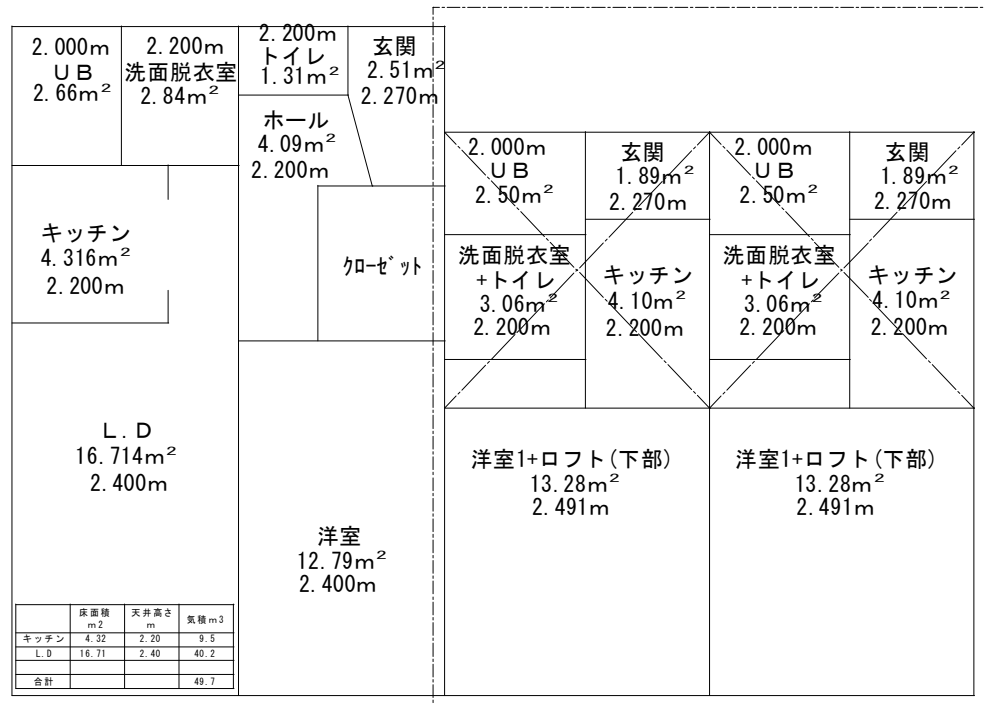 2.000m
ＵＢ
2.66m²
2.200m
洗面脱衣室
2.84m²
2.200m
トイレ
1.31m²
玄関
2.51m²
2.270m
ホール
4.09m²
2.200m
キッチン
4.316m²
2.200m
クローゼット
2.000m
ＵＢ
2.50m²
玄関
1.89m²
2.270m
洗面脱衣室
+トイレ
3.06m²
2.200m
キッチン
4.10m²
2.200m
2.000m
ＵＢ
2.50m²
玄関
1.89m²
2.270m
洗面脱衣室
+トイレ
3.06m²
2.200m
キッチン
4.10m²
2.200m
Ｌ.Ｄ
16.714m²
2.400m
洋室
12.79m²
2.400m
洋室1+ロフト(下部)
13.28m²
2.491m
洋室1+ロフト(下部)
13.28m²
2.491m
床面積 m2 天井高さ m 気積m3
キッチン 4.32 2.20 9.5
L.D 16.71 2.40 40.2
合計 49.7